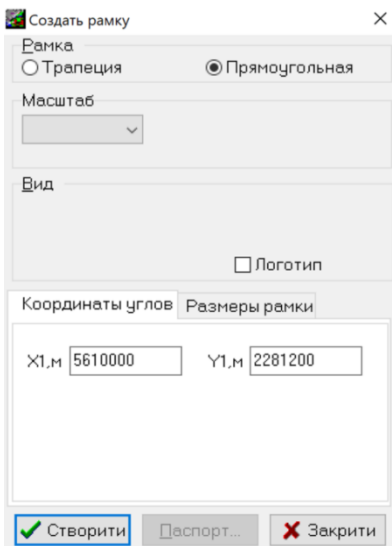 Создать рамку
Рамка
Трапеция Прямоугольная
Масштаб
Вид
Логотип
Координаты углов Размеры рамки
X1,м 5610000 Y1,м 2281200
Створити Паспорт... Закрити